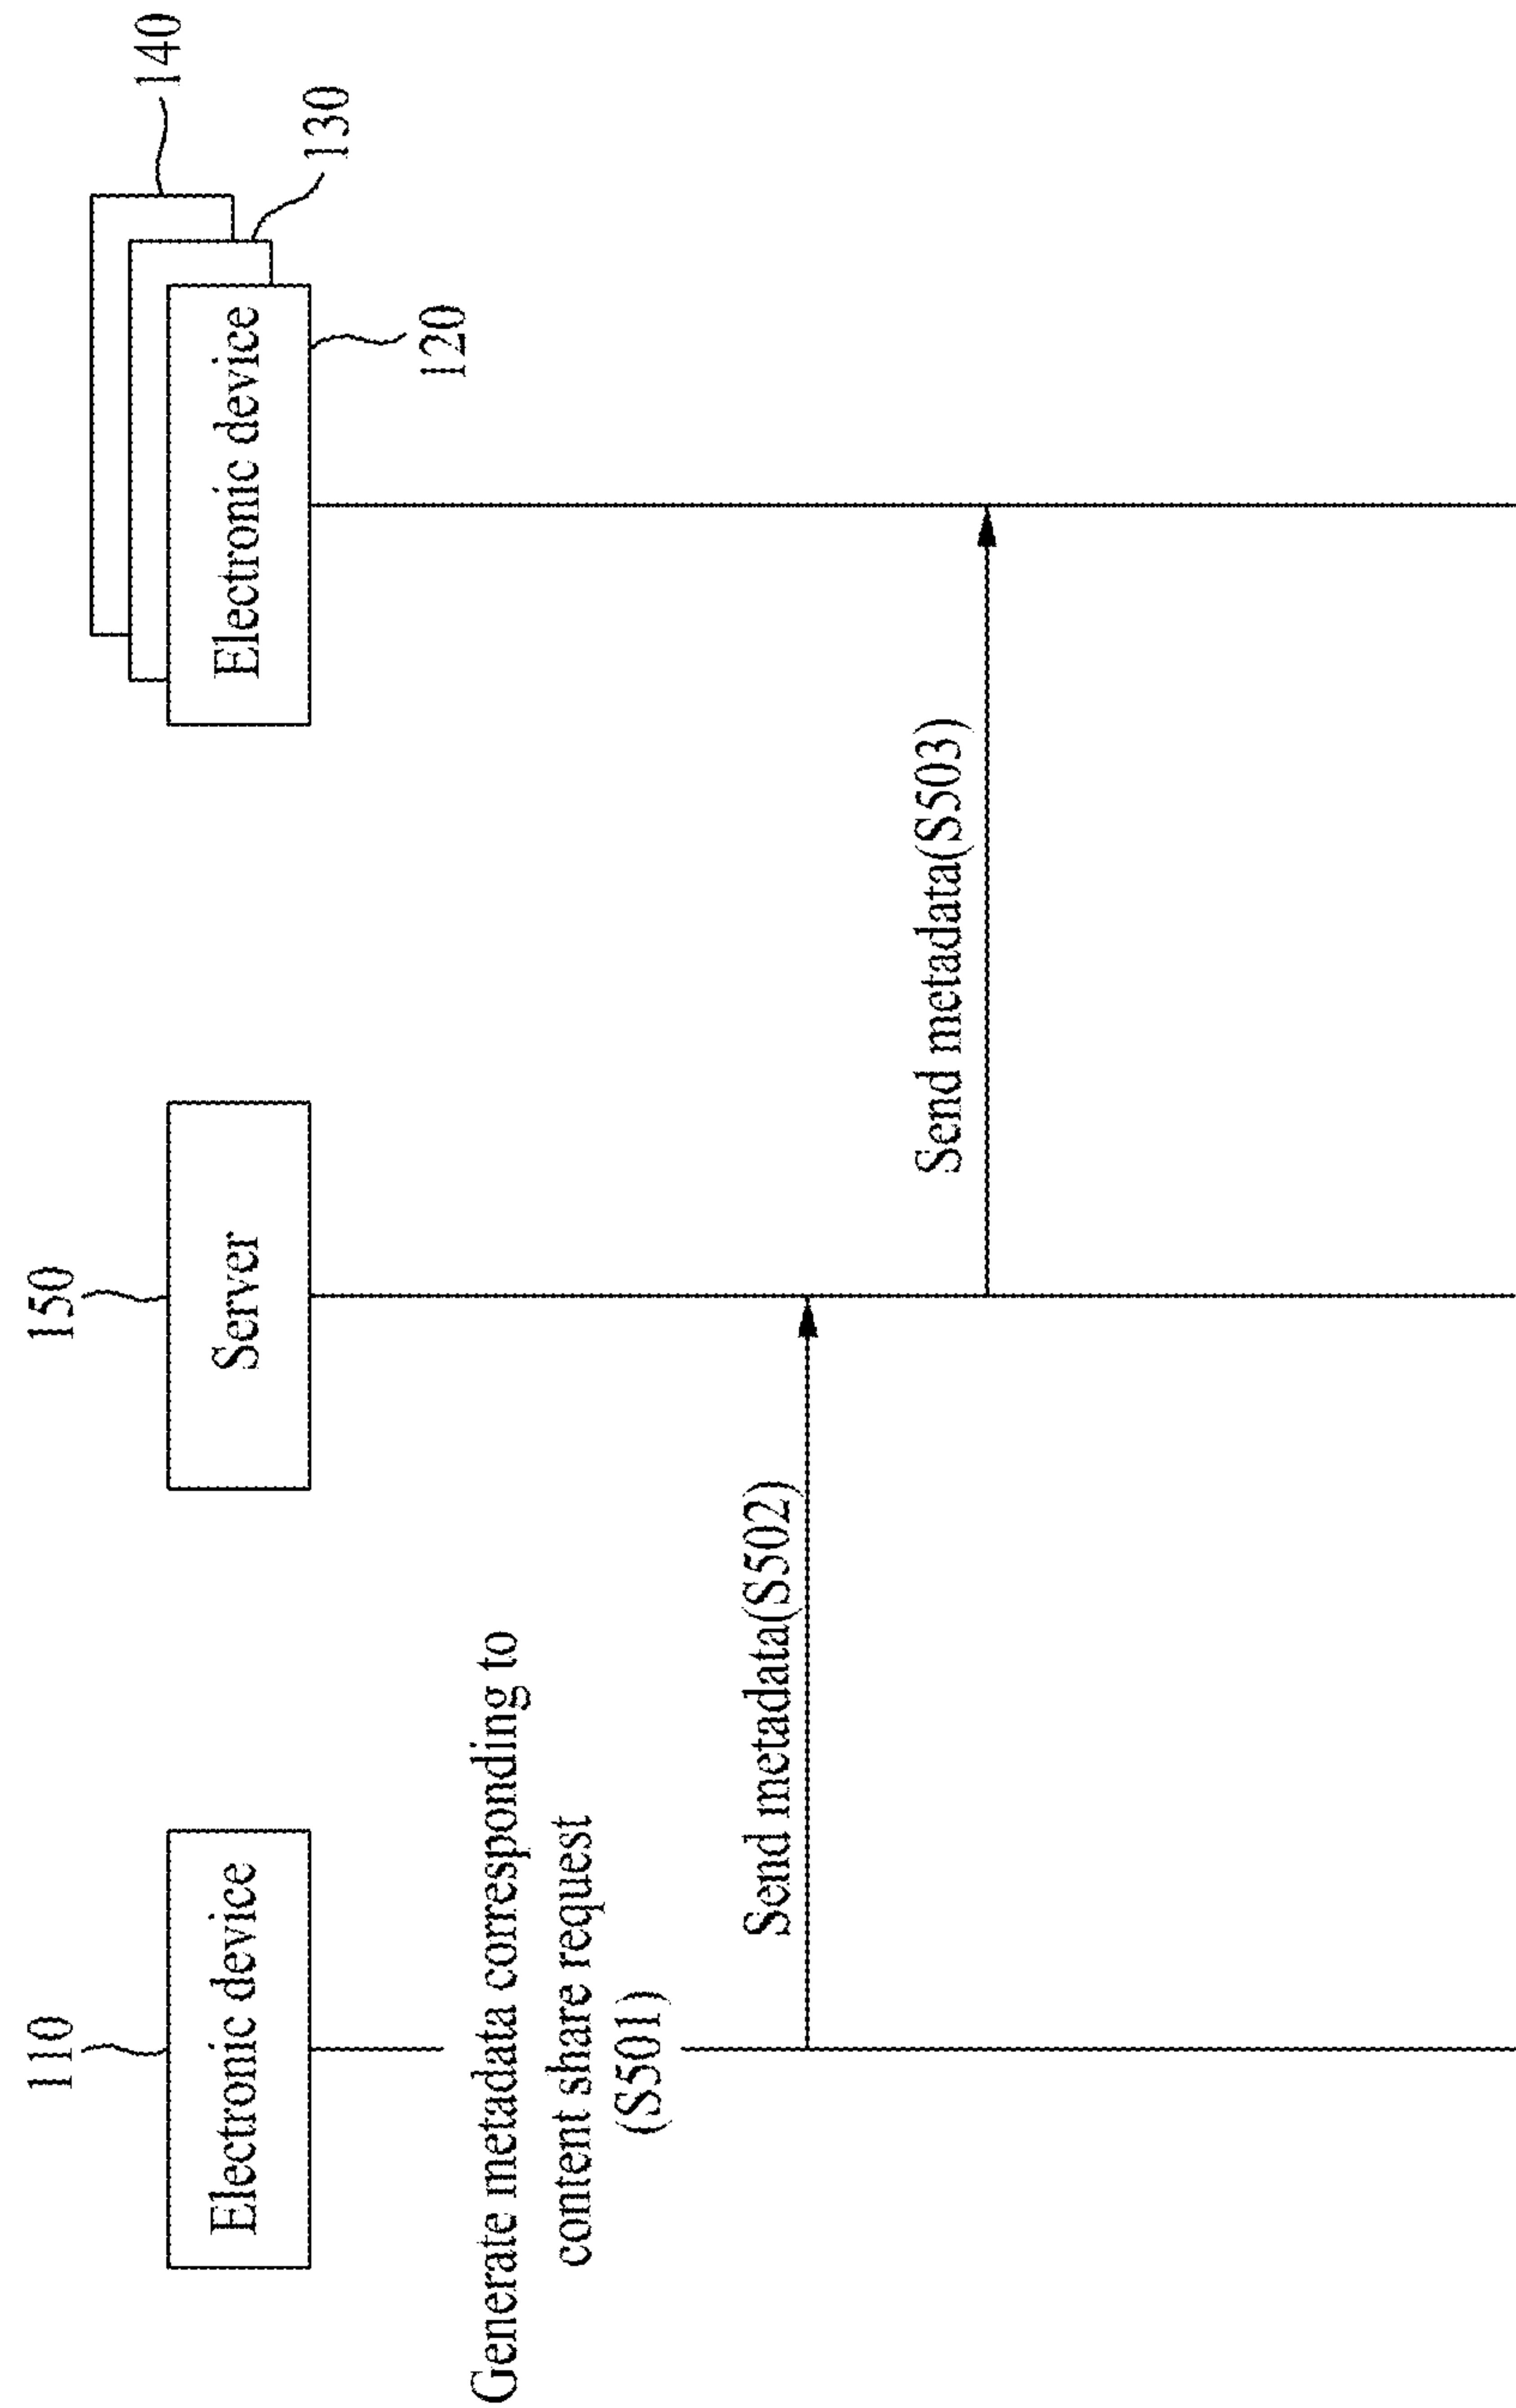 110
150
140
130
120
Electronic device
Server
Electronic device
Generate metadata corresponding to
content share request
(S501)
Send metadata(S502)
Send metadata(S503)